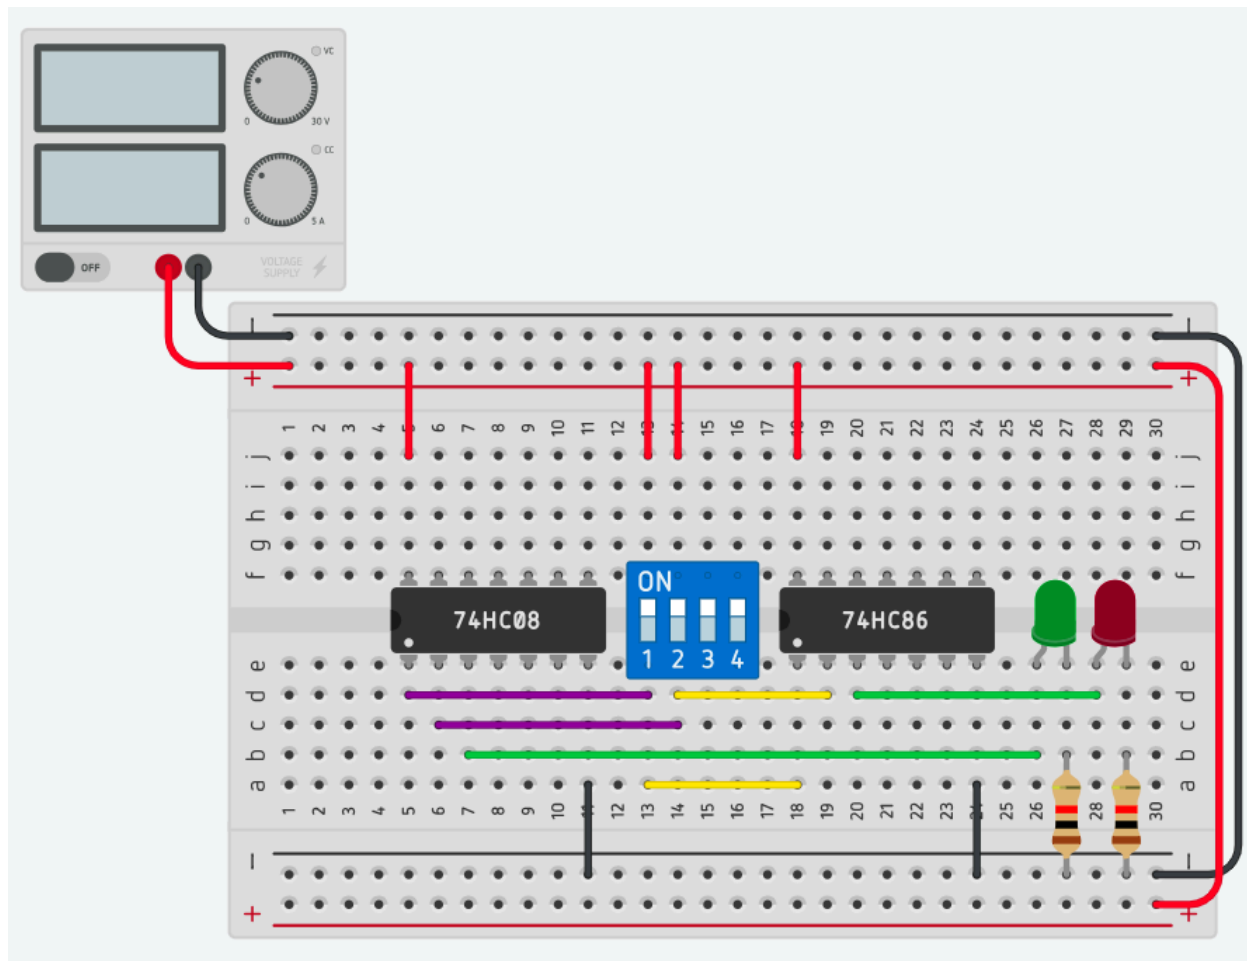 VC
0 30 V
CC
0 5 A
OFF
VOLTAGE
SUPPLY
− −
+ +
1 2 3 4 5 6 7 8 9 10 11 12 13 14 15 16 17 18 19 20 21 22 23 24 25 26 27 28 29 30
j j
i i
h h
g g
f f
ON
74HC08
74HC86
1 2 3 4
e e
d d
c c
b b
a a
1 2 3 4 5 6 7 8 9 10 11 12 13 14 15 16 17 18 19 20 21 22 23 24 25 26 27 28 29 30
− −
+ +